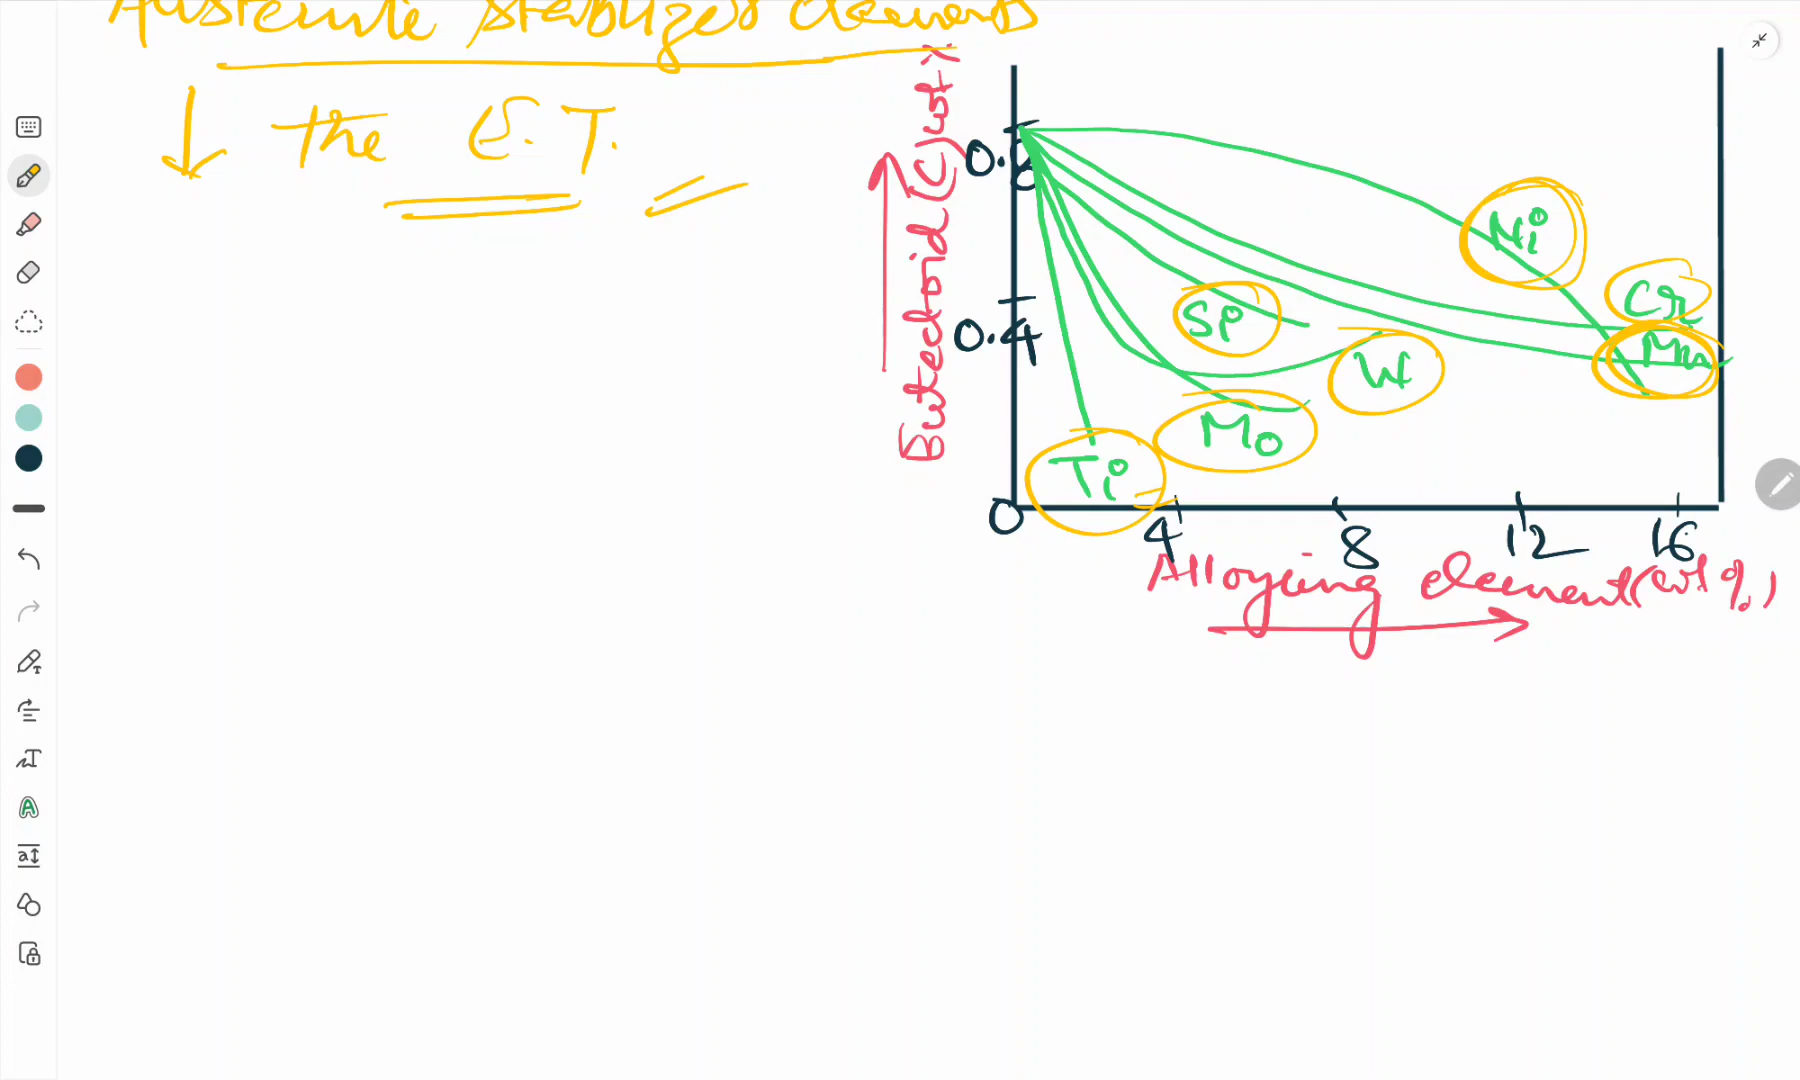 Austenite stabilizer elements
↓ the E.T.
Eutectoid (C) wt%
0.8
0.4
0
4
8
12
16
Ni
Cr
Mn
Sp
W
Mo
Ti
Alloying element (wt%)